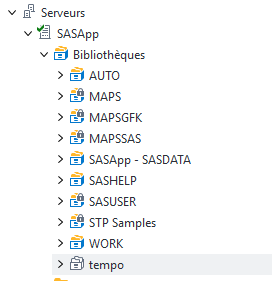 Serveurs
SASApp
Bibliothèques
AUTO
MAPS
MAPSGFK
MAPSSAS
SASApp - SASDATA
SASHELP
SASUSER
STP Samples
WORK
tempo